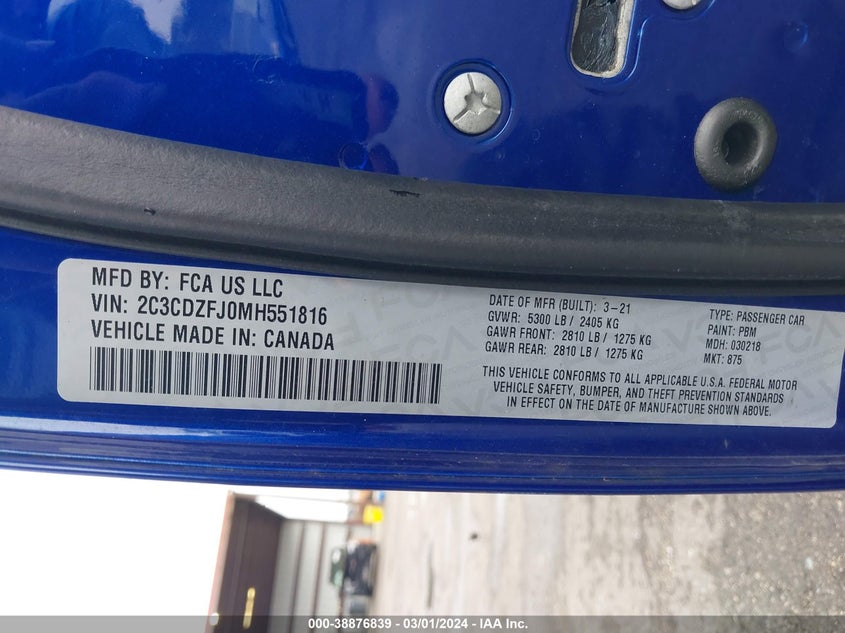 MFD BY: FCA US LLC
VIN: 2C3CDZFJ0MH551816
VEHICLE MADE IN: CANADA
DATE OF MFR (BUILT): 3-21
GVWR: 5300 LB / 2405 KG
GAWR FRONT: 2810 LB / 1275 KG
GAWR REAR: 2810 LB / 1275 KG
TYPE: PASSENGER CAR
PAINT: PBM
MDH: 030218
MKT: 875
THIS VEHICLE CONFORMS TO ALL APPLICABLE U.S.A. FEDERAL MOTOR
VEHICLE SAFETY, BUMPER, AND THEFT PREVENTION STANDARDS
IN EFFECT ON THE DATE OF MANUFACTURE SHOWN ABOVE.
000-38876839 - 03/01/2024 - IAA Inc.